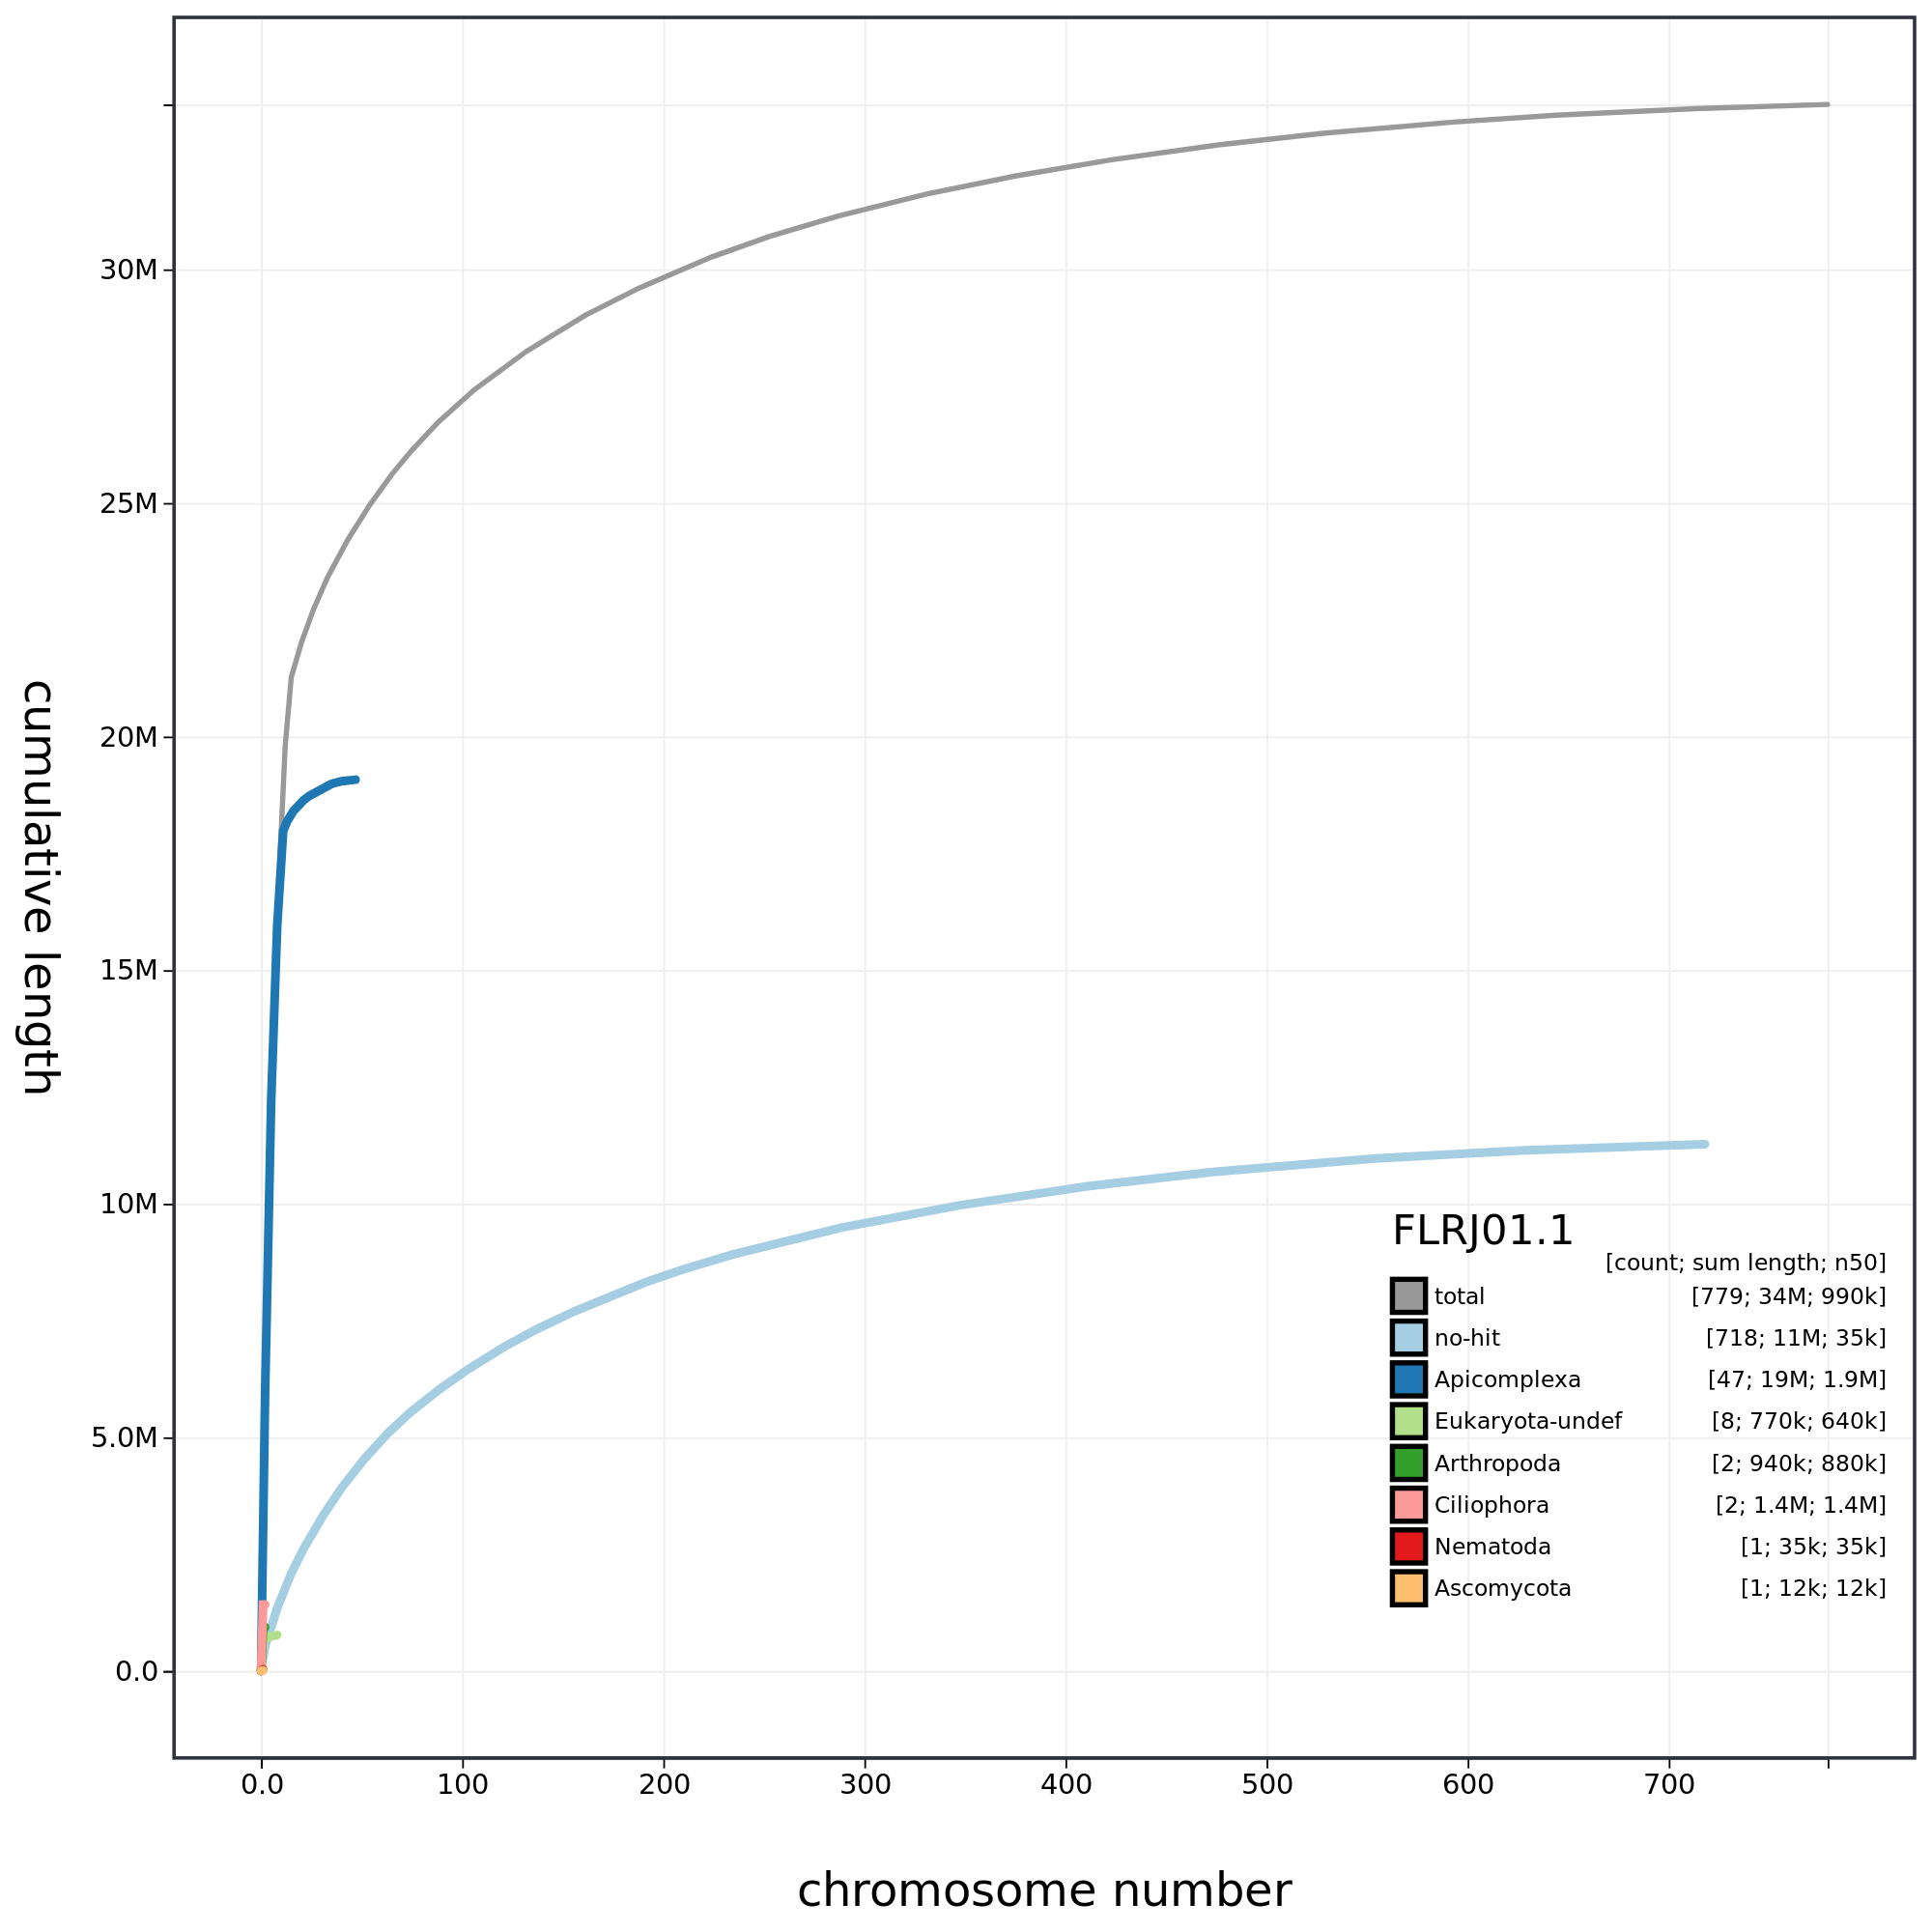 30M
25M
20M
15M
10M
5.0M
0.0
cumulative length
FLRJ01.1
[count; sum length; n50]
total [779; 34M; 990k]
no-hit [718; 11M; 35k]
Apicomplexa [47; 19M; 1.9M]
Eukaryota-undef [8; 770k; 640k]
Arthropoda [2; 940k; 880k]
Ciliophora [2; 1.4M; 1.4M]
Nematoda [1; 35k; 35k]
Ascomycota [1; 12k; 12k]
0.0 100 200 300 400 500 600 700
chromosome number